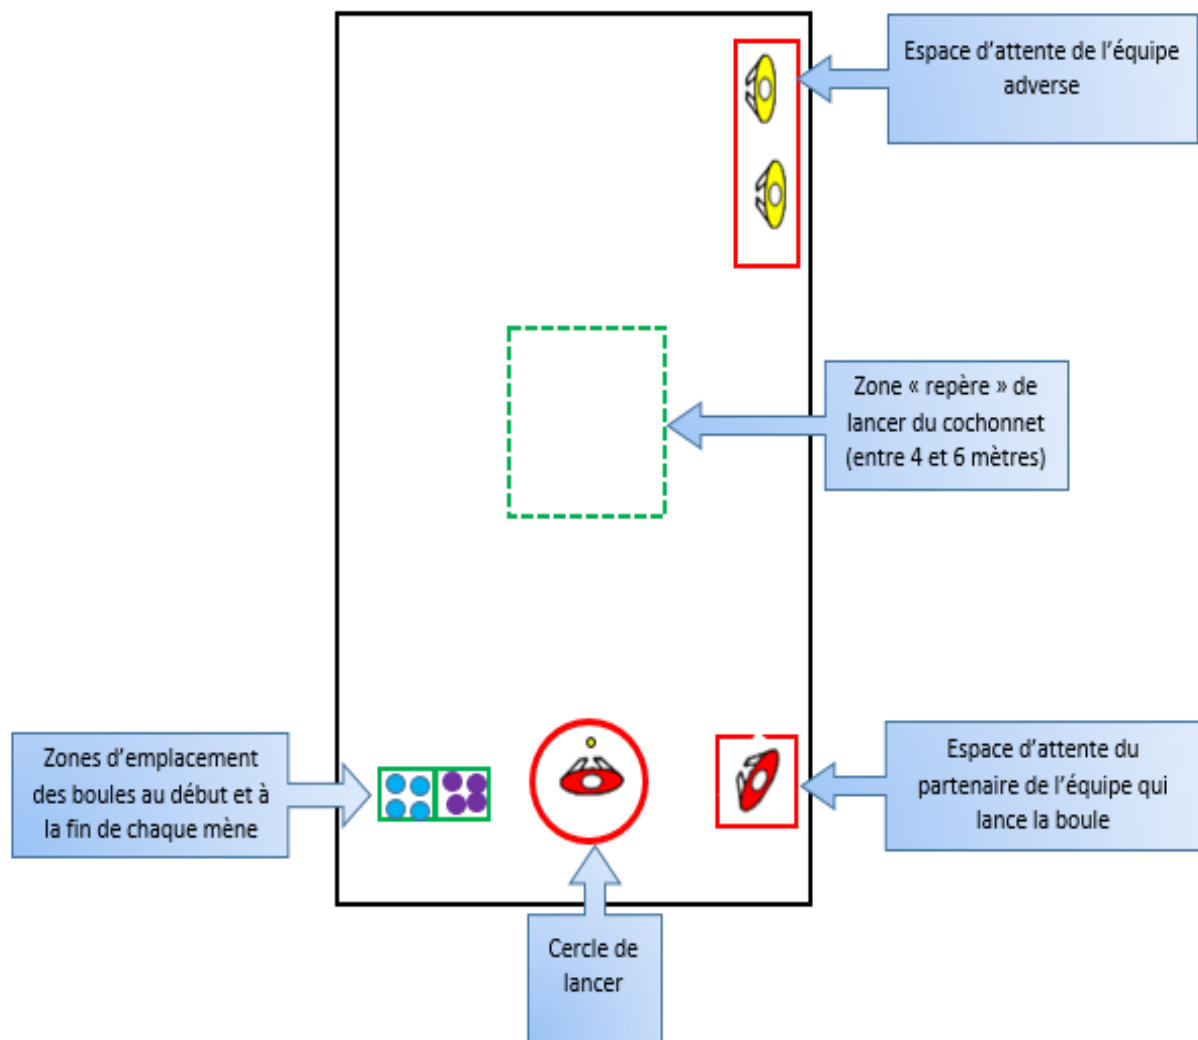 Espace d’attente de l’équipe
adverse
Zone « repère » de
lancer du cochonnet
(entre 4 et 6 mètres)
Zones d’emplacement
des boules au début et à
la fin de chaque mène
Espace d’attente du
partenaire de l’équipe qui
lance la boule
Cercle de
lancer